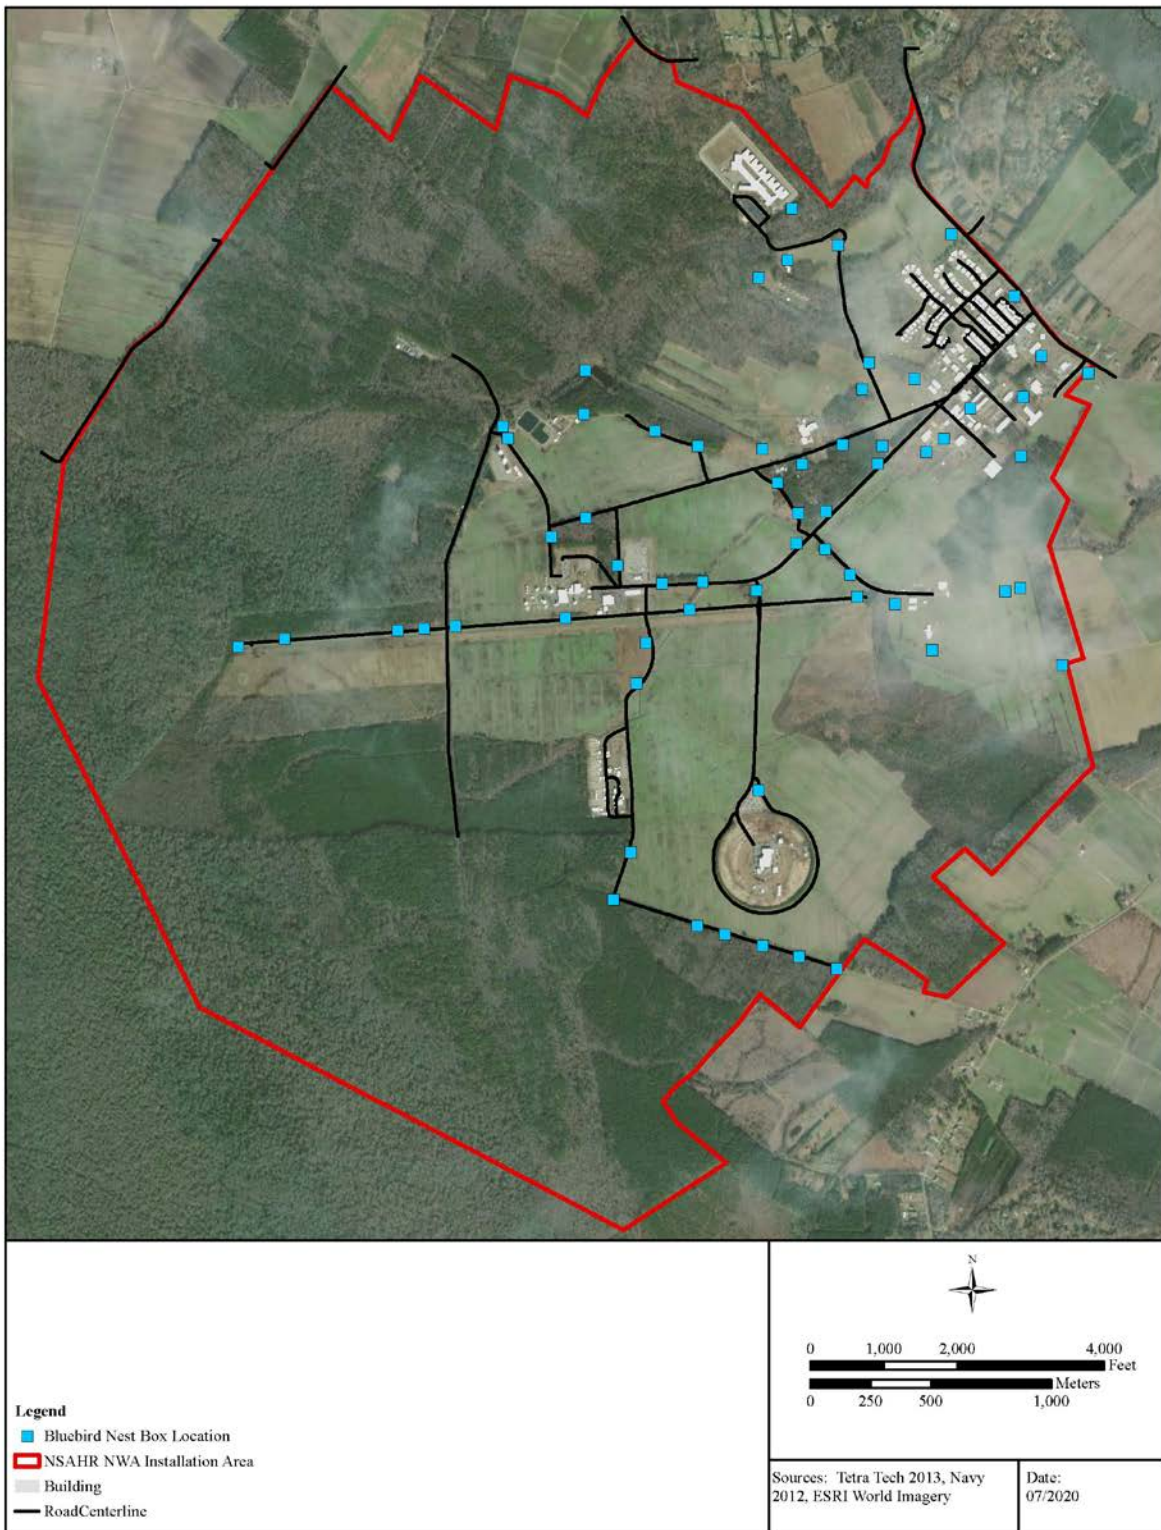 N
0 1,000 2,000 4,000
Feet
Meters
0 250 500 1,000
Legend
Bluebird Nest Box Location
NSAHR NWA Installation Area
Building
RoadCenterline
Sources: Tetra Tech 2013, Navy
2012, ESRI World Imagery
Date:
07/2020